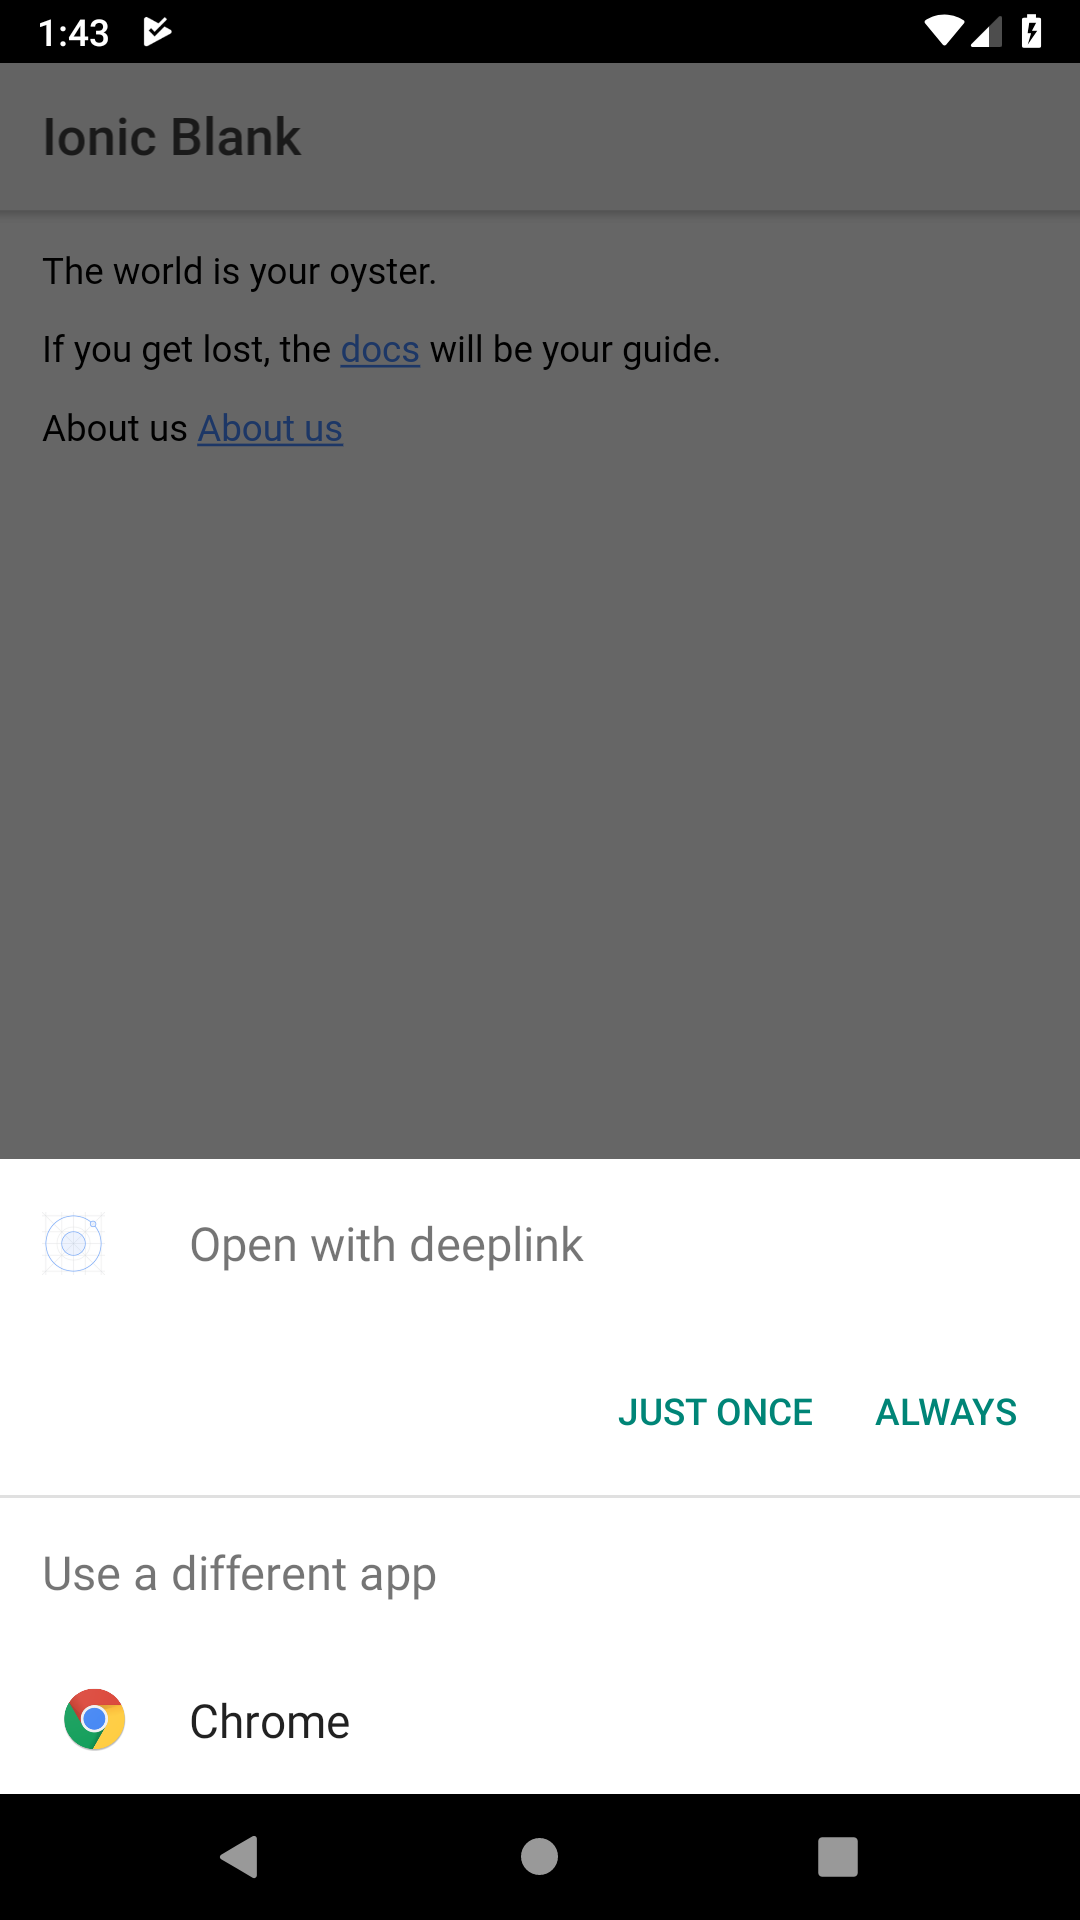 1:43
Ionic Blank
The world is your oyster.
If you get lost, the docs will be your guide.
About us About us
Open with deeplink
JUST ONCE ALWAYS
Use a different app
Chrome